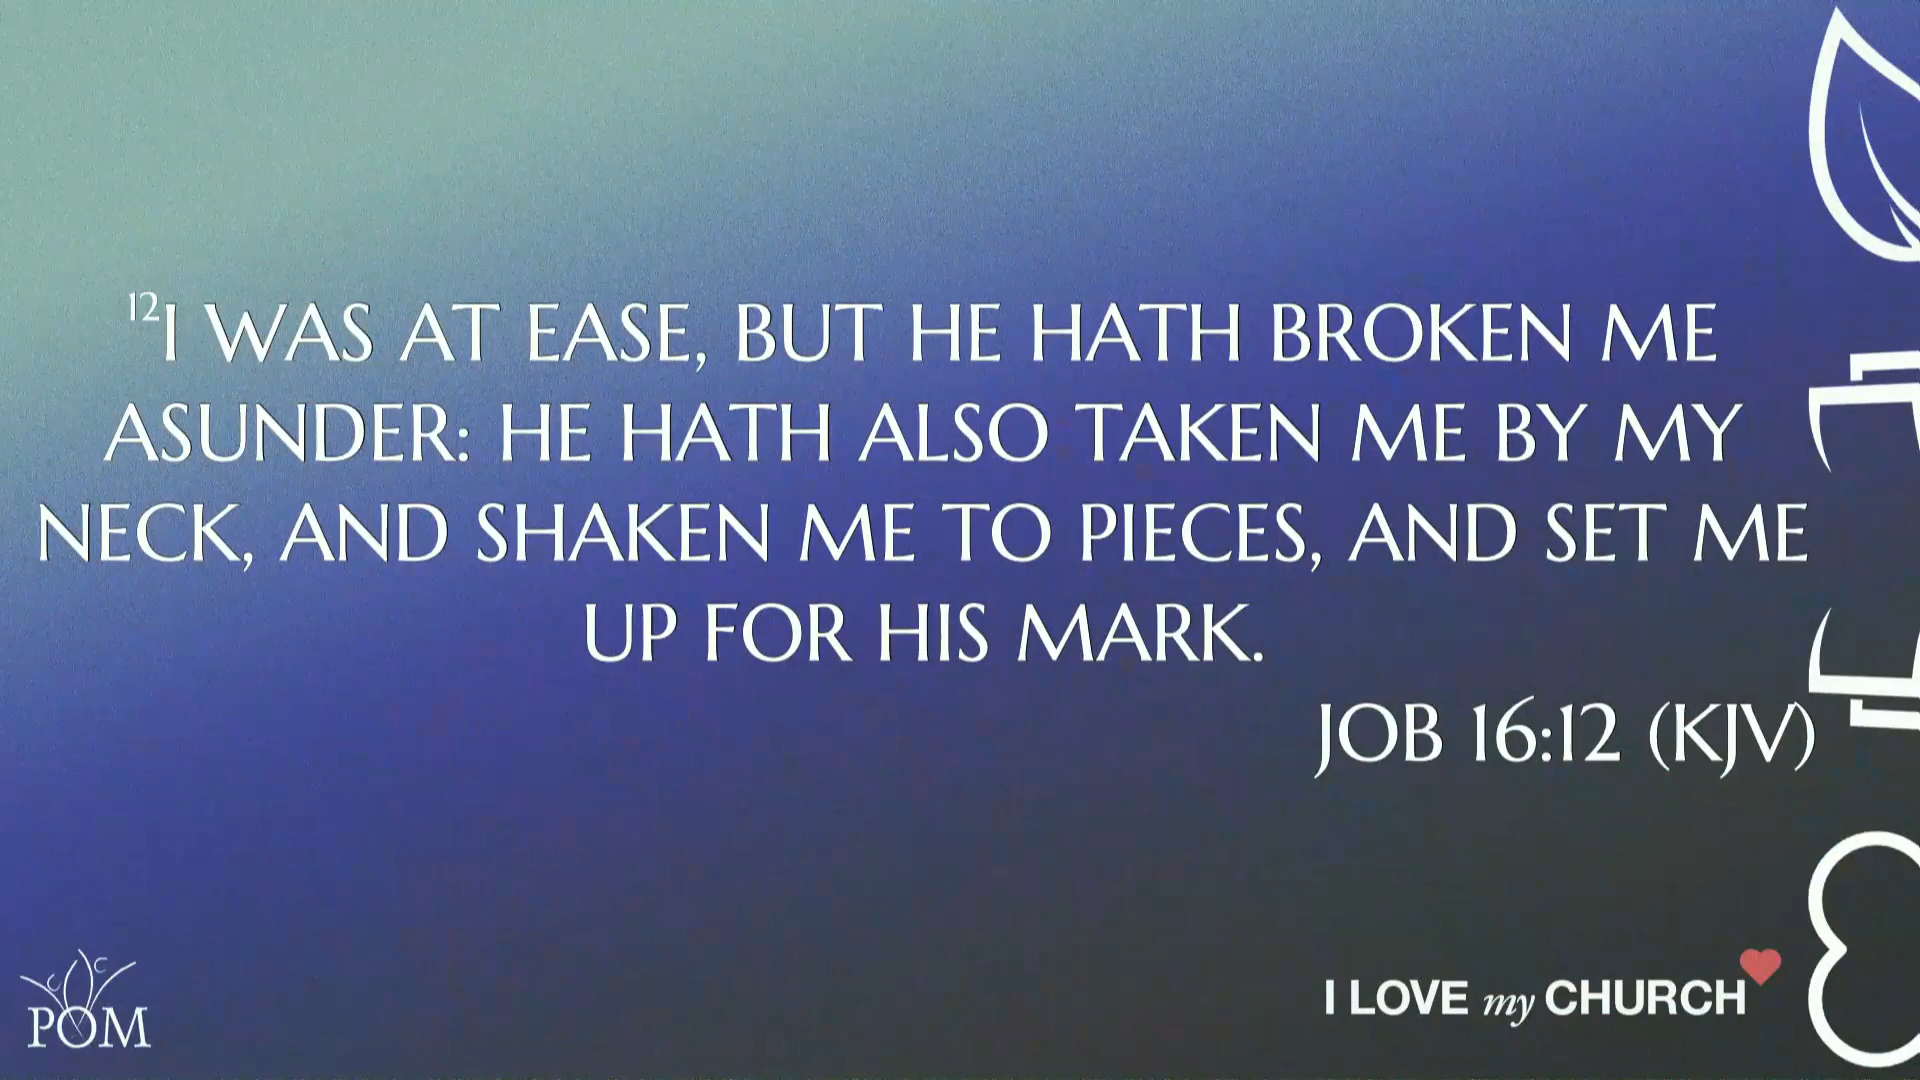 12I WAS AT EASE, BUT HE HATH BROKEN ME
ASUNDER: HE HATH ALSO TAKEN ME BY MY
NECK, AND SHAKEN ME TO PIECES, AND SET ME
UP FOR HIS MARK.
JOB 16:12 (KJV)
C C
POM
I LOVE my CHURCH